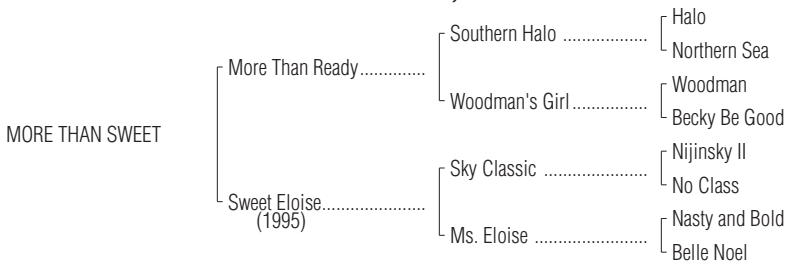 Halo
Southern Halo ..................
Northern Sea
More Than Ready..............
Woodman
Woodman's Girl................
Becky Be Good
MORE THAN SWEET
Nijinsky II
Sky Classic ......................
No Class
Sweet Eloise......................
(1995)
Nasty and Bold
Ms. Eloise ........................
Belle Noel